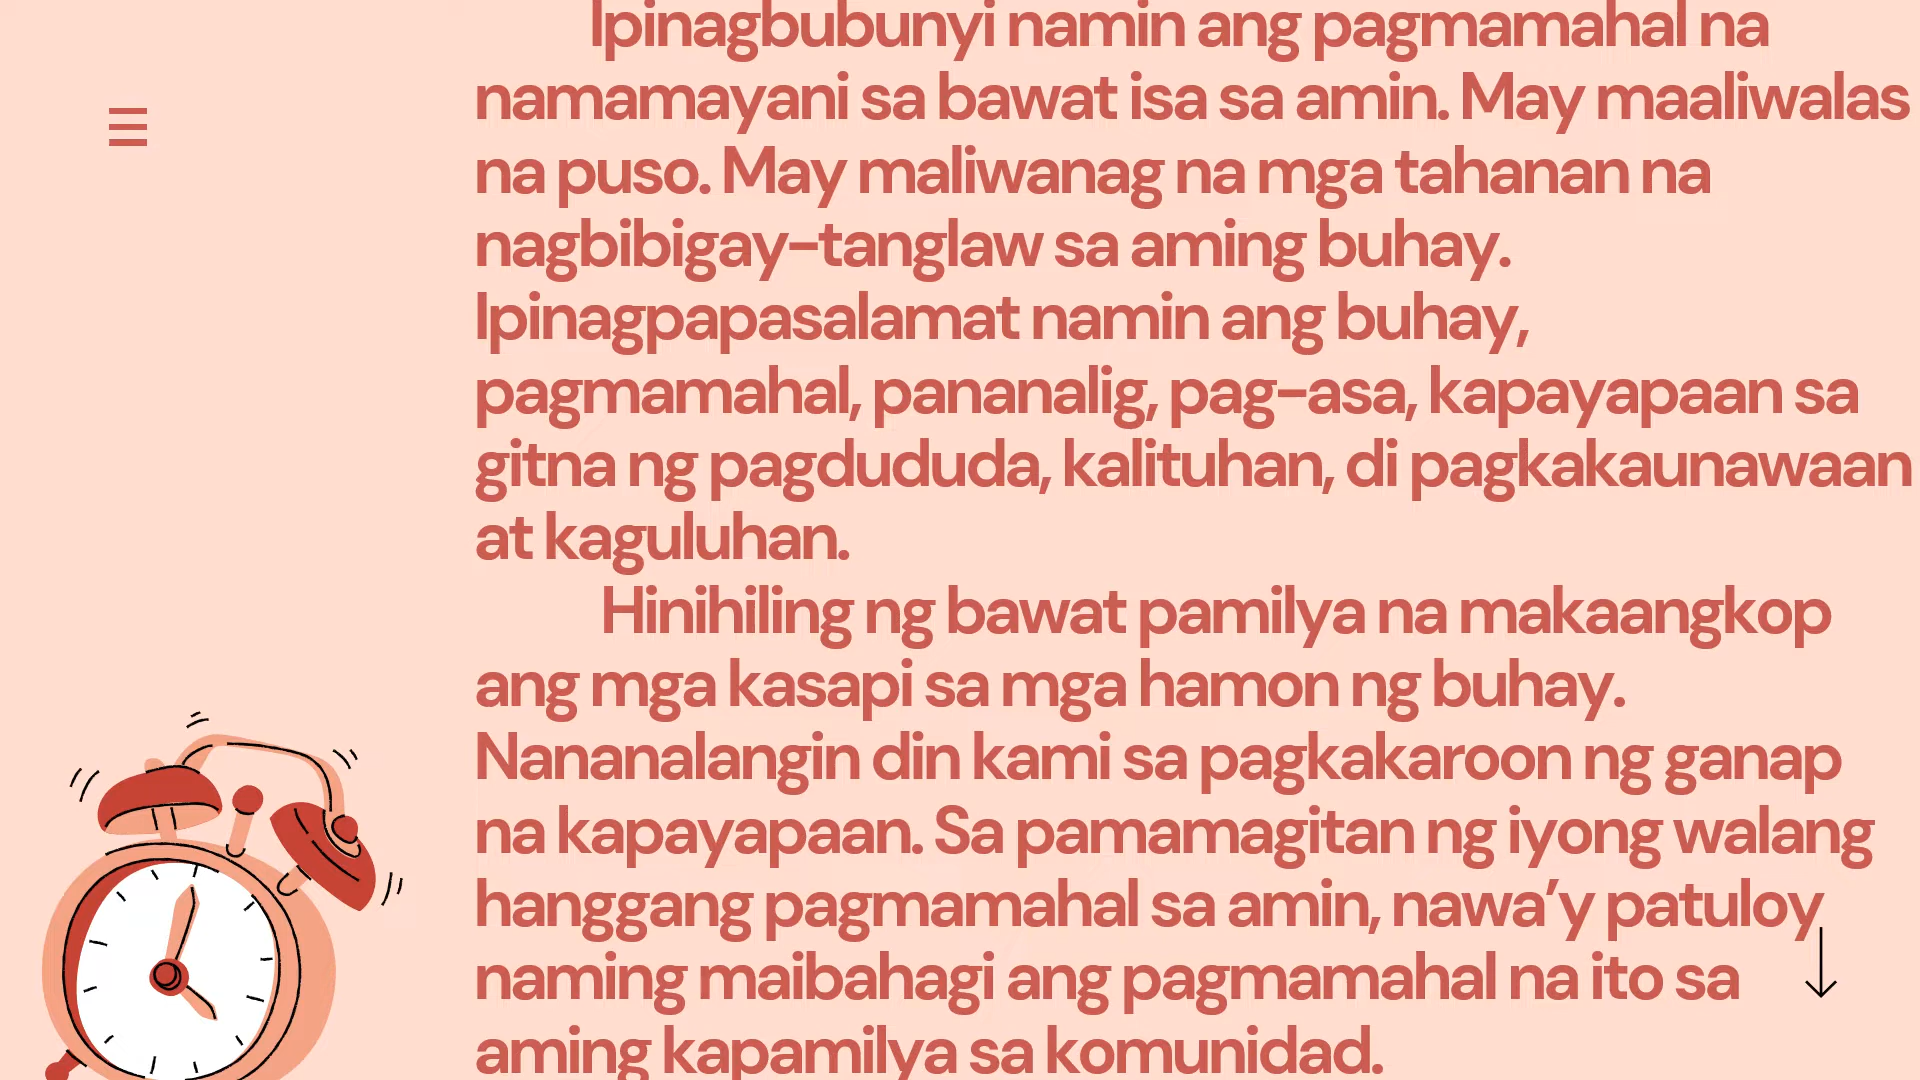 Ipinagbubunyi namin ang pagmamahal na
namamayani sa bawat isa sa amin. May maaliwalas
na puso. May maliwanag na mga tahanan na
nagbibigay-tanglaw sa aming buhay.
Ipinagpapasalamat namin ang buhay,
pagmamahal, pananalig, pag-asa, kapayapaan sa
gitna ng pagdududa, kalituhan, di pagkakaunawaan
at kaguluhan.
Hinihiling ng bawat pamilya na makaangkop
ang mga kasapi sa mga hamon ng buhay.
Nananalangin din kami sa pagkakaroon ng ganap
na kapayapaan. Sa pamamagitan ng iyong walang
hanggang pagmamahal sa amin, nawa’y patuloy
naming maibahagi ang pagmamahal na ito sa
aming kapamilya sa komunidad.